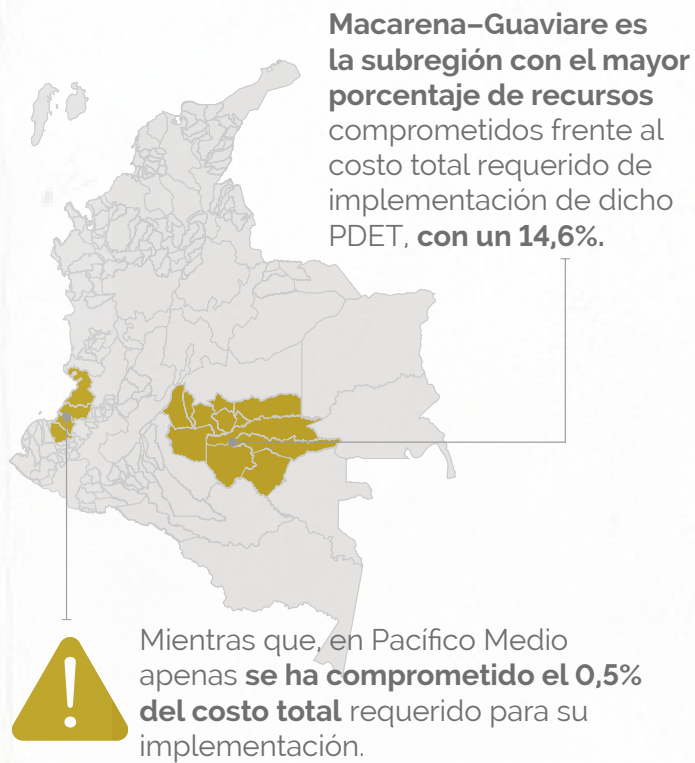 Macarena–Guaviare es
la subregión con el mayor
porcentaje de recursos
comprometidos frente al
costo total requerido de
implementación de dicho
PDET, con un 14,6%.
Mientras que, en Pacífico Medio
apenas se ha comprometido el 0,5%
del costo total requerido para su
implementación.